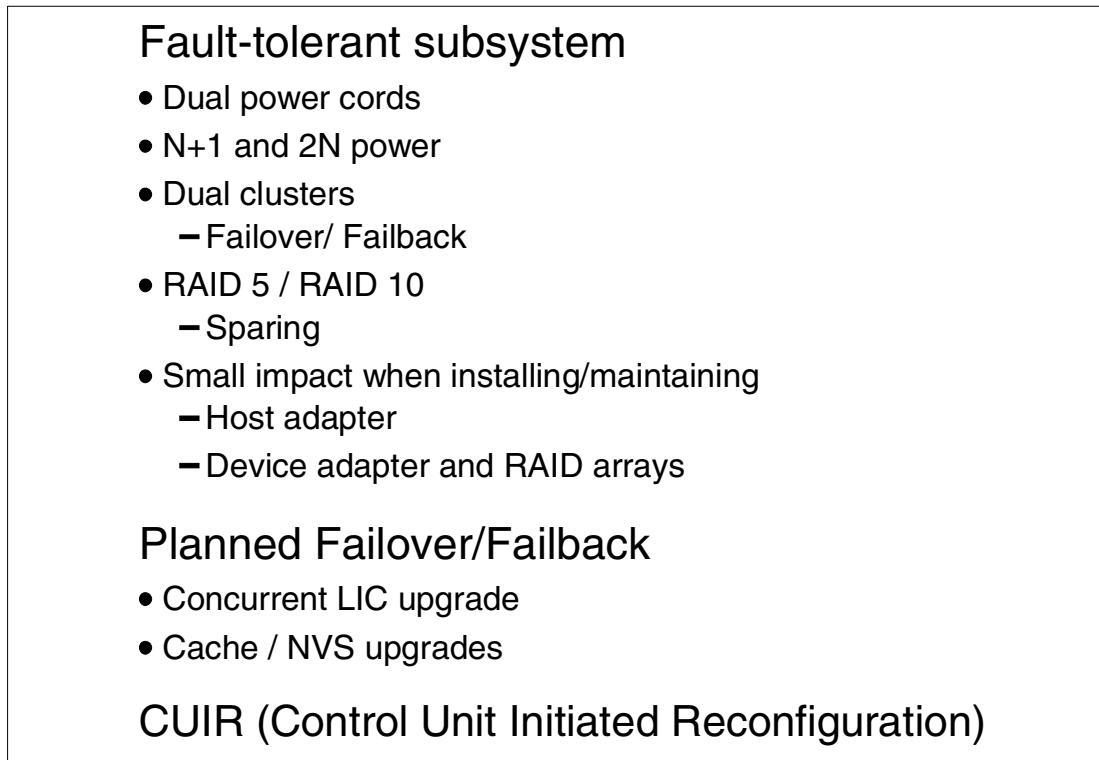 Fault-tolerant subsystem
• Dual power cords
• N+1 and 2N power
• Dual clusters
– Failover/ Failback
• RAID 5 / RAID 10
– Sparing
• Small impact when installing/maintaining
– Host adapter
– Device adapter and RAID arrays
Planned Failover/Failback
• Concurrent LIC upgrade
• Cache / NVS upgrades
CUIR (Control Unit Initiated Reconfiguration)